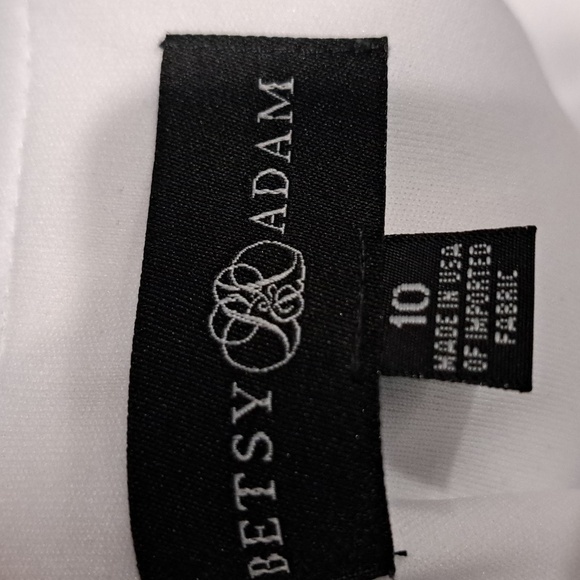 BETSY & ADAM
10
MADE IN USA
OF IMPORTED
FABRIC